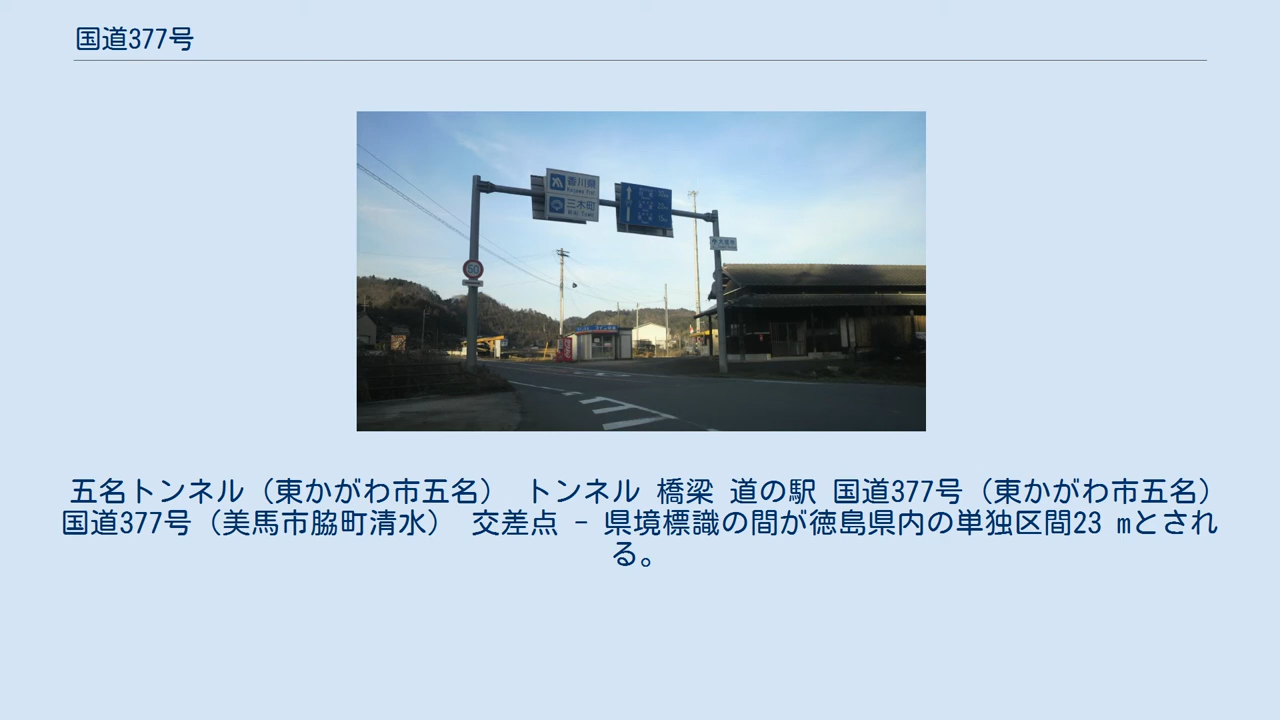 国道377号
香川県
三木町
50
五名トンネル（東かがわ市五名） トンネル 橋梁 道の駅 国道377号（東かがわ市五名）
国道377号（美馬市脇町清水） 交差点 - 県境標識の間が徳島県内の単独区間23 mとされ
る。